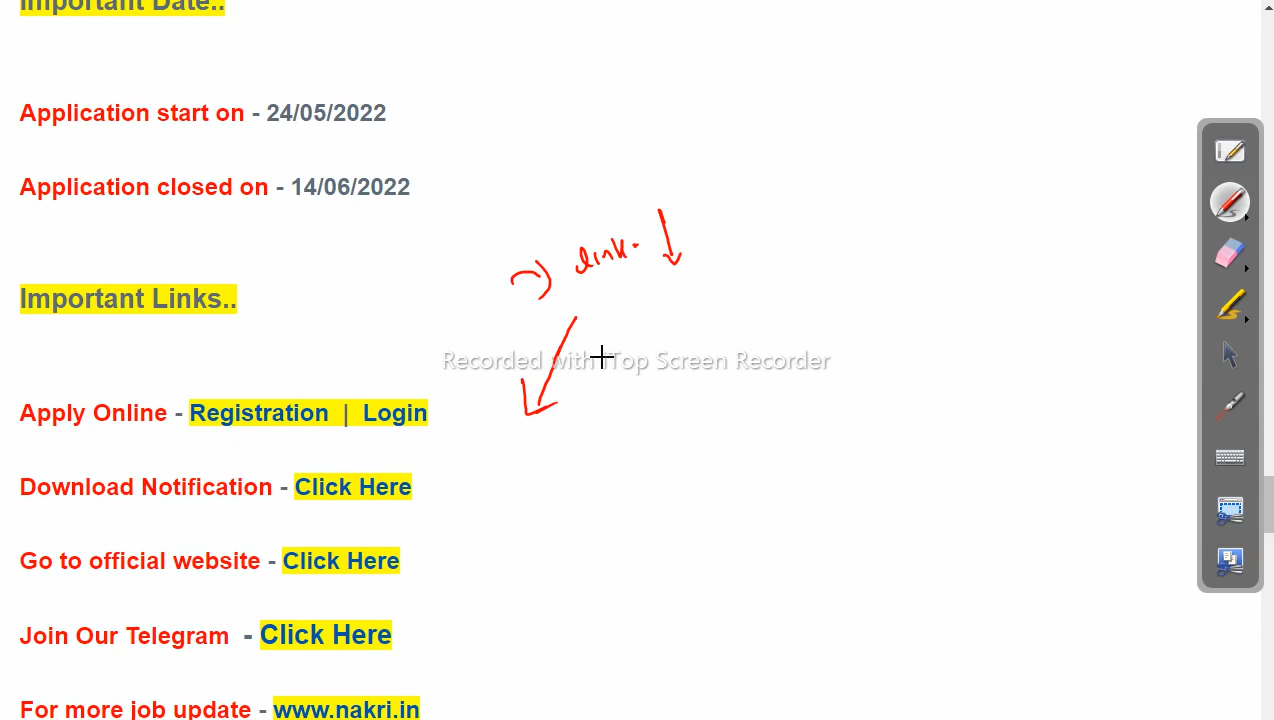 Important Date..
Application start on - 24/05/2022
Application closed on - 14/06/2022
link.
Important Links..
Recorded with iTop Screen Recorder
Apply Online - Registration | Login
Download Notification - Click Here
Go to official website - Click Here
Join Our Telegram - Click Here
For more job update - www.nakri.in